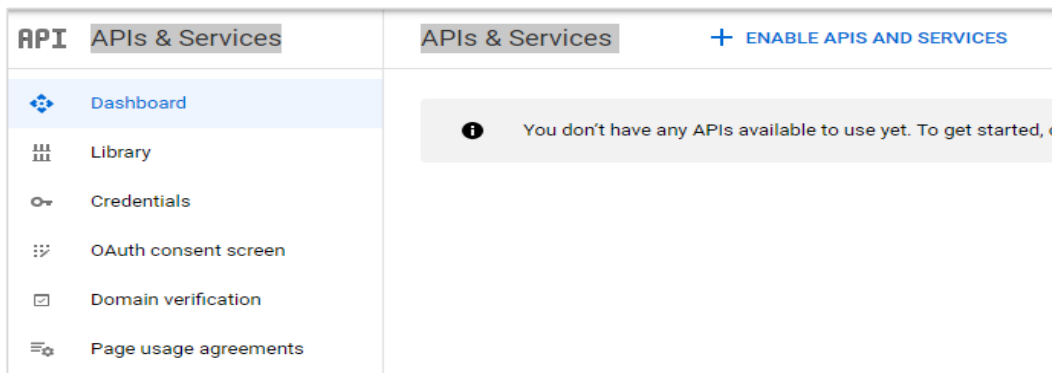 API APIs & Services
APIs & Services
+ ENABLE APIS AND SERVICES
Dashboard
You don't have any APIs available to use yet. To get started,
Library
Credentials
OAuth consent screen
Domain verification
Page usage agreements